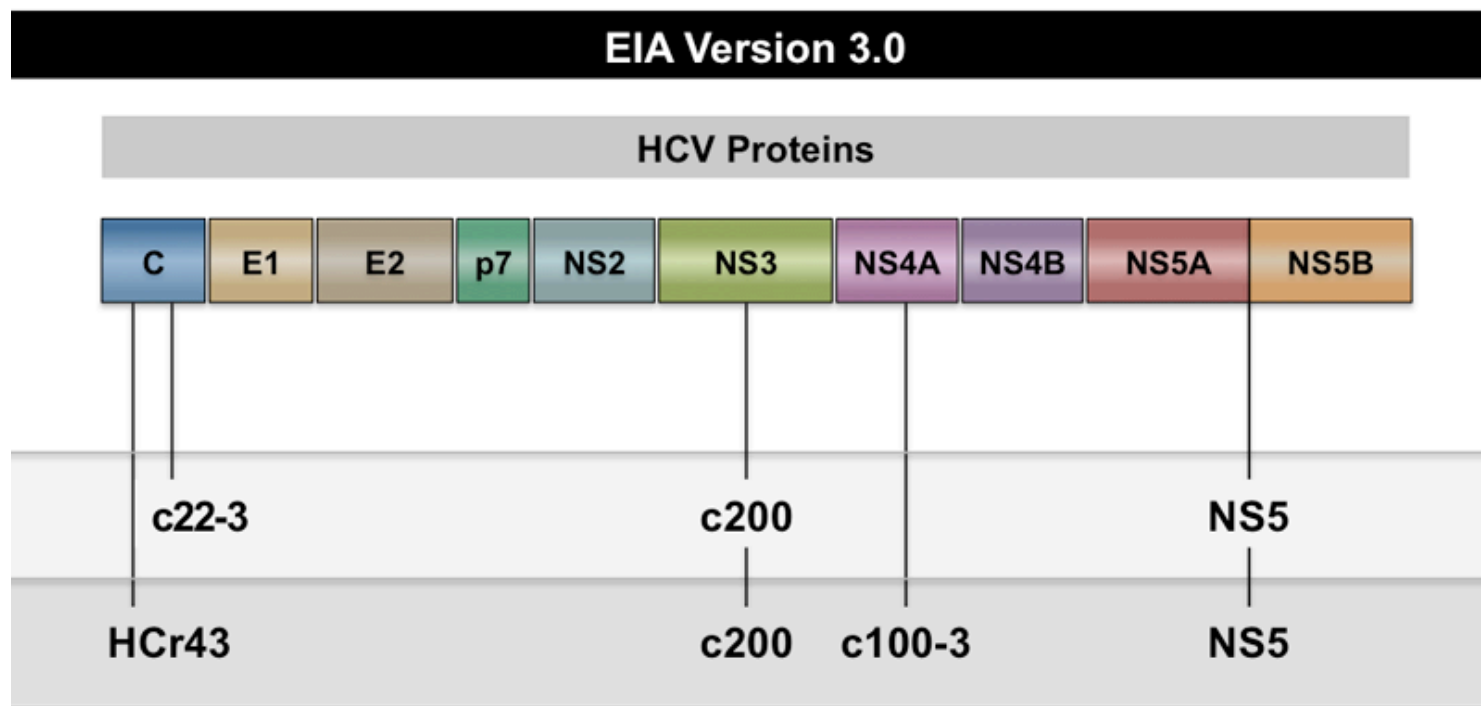 EIA Version 3.0
HCV Proteins
C E1 E2 p7 NS2 NS3 NS4A NS4B NS5A NS5B
c22-3 c200 NS5
HCr43 c200 c100-3 NS5